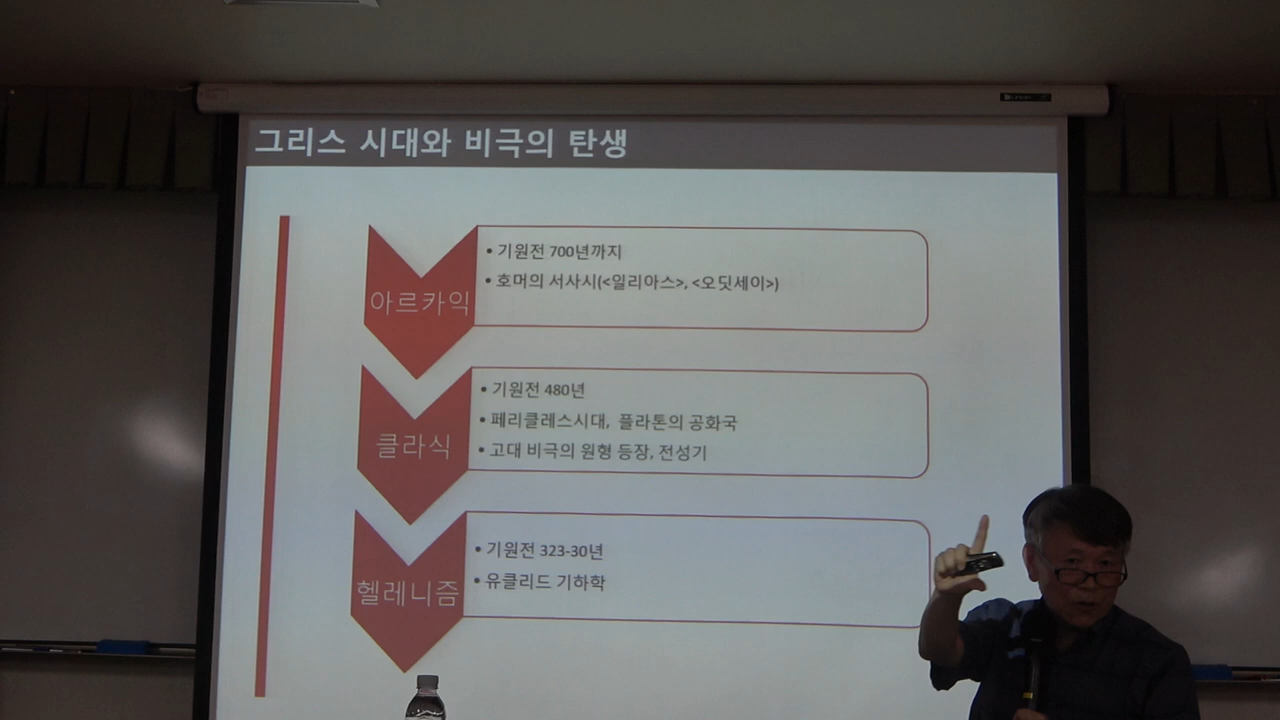 그리스 시대와 비극의 탄생
아르카익
• 기원전 700년까지
• 호머의 서사시(<일리아스>, <오딧세이>)
클라식
• 기원전 480년
• 페리클레스시대, 플라톤의 공화국
• 고대 비극의 원형 등장, 전성기
헬레니즘
• 기원전 323-30년
• 유클리드 기하학